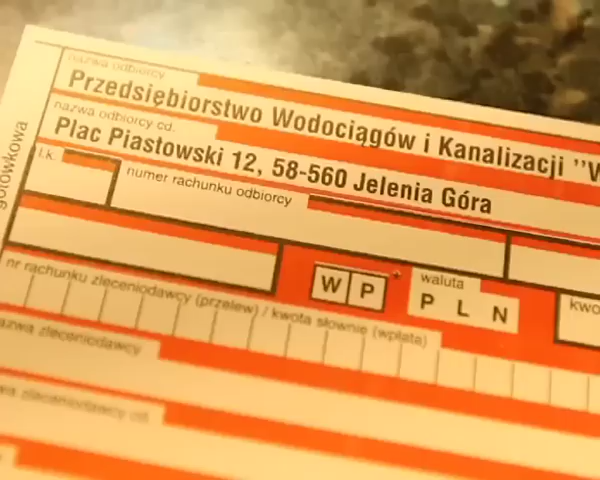 nazwa odbiorcy
Przedsiębiorstwo Wodociągów i Kanalizacji "W
nazwa odbiorcy cd.
Plac Piastowski 12, 58-560 Jelenia Góra
l.k.
numer rachunku odbiorcy
gotówkowa
W P *
waluta
P L N
kwo
nr rachunku zleceniodawcy (przelew) / kwota słownie (wpłata)
nazwa zleceniodawcy
nazwa zleceniodawcy cd.